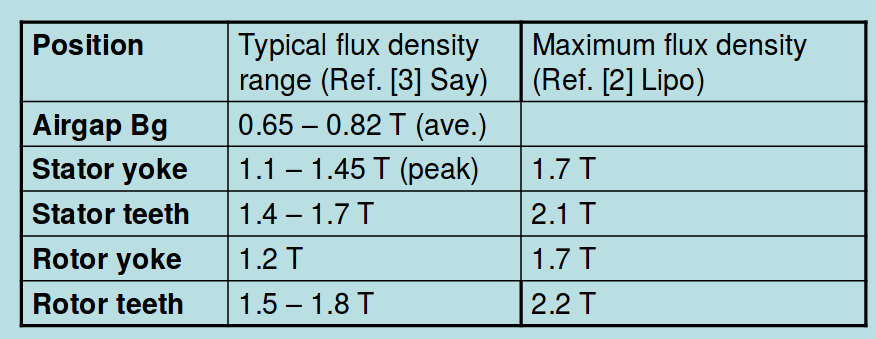 Position
Typical flux density
range (Ref. [3] Say)
Maximum flux density
(Ref. [2] Lipo)
Airgap Bg
0.65 – 0.82 T (ave.)
Stator yoke
1.1 – 1.45 T (peak)
1.7 T
Stator teeth
1.4 – 1.7 T
2.1 T
Rotor yoke
1.2 T
1.7 T
Rotor teeth
1.5 – 1.8 T
2.2 T